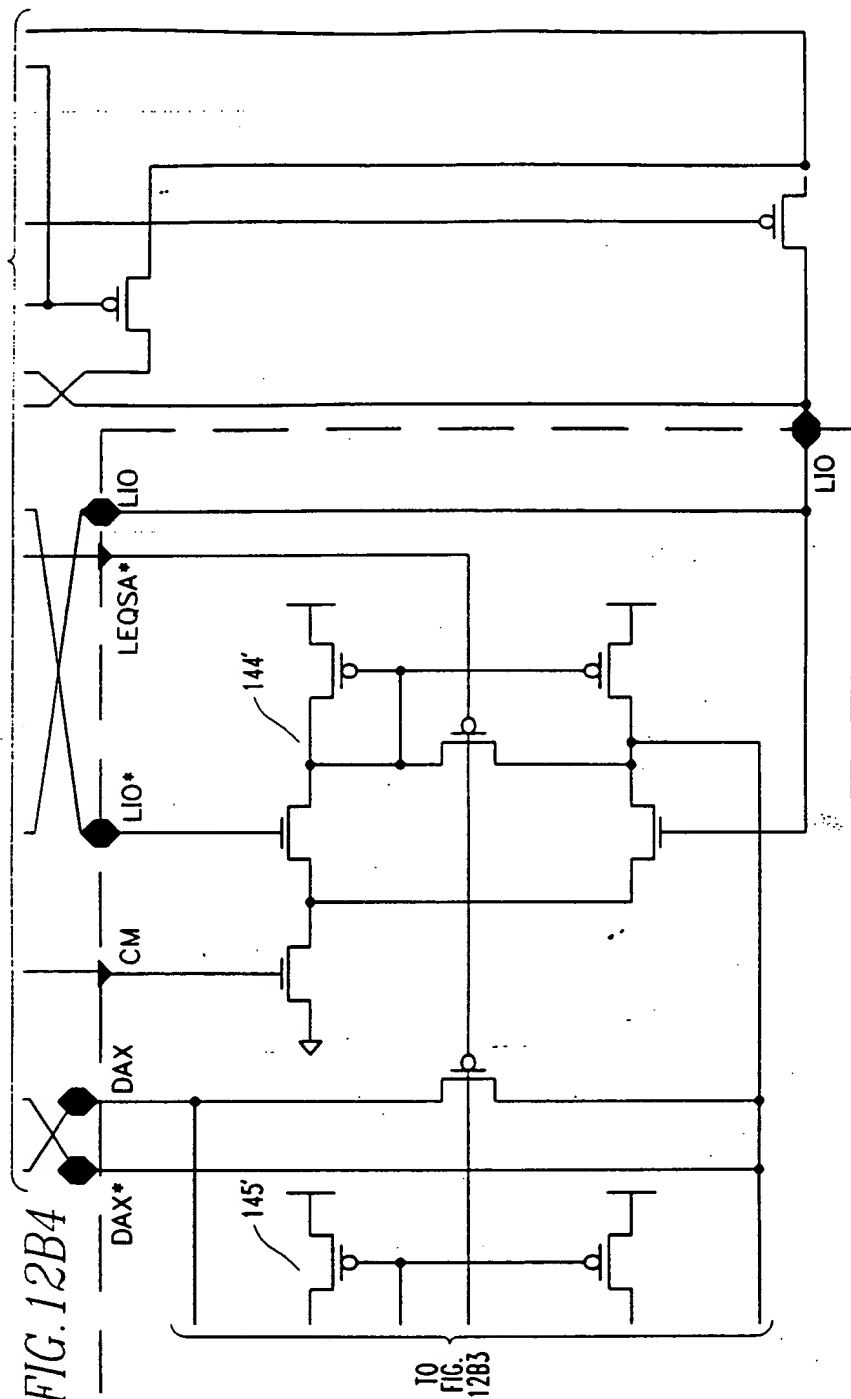 FIG. 12B4
DAX*
DAX
CM
LIO*
LEQSA*
LIO
145'
144'
TO
FIG.
12B3
LIO